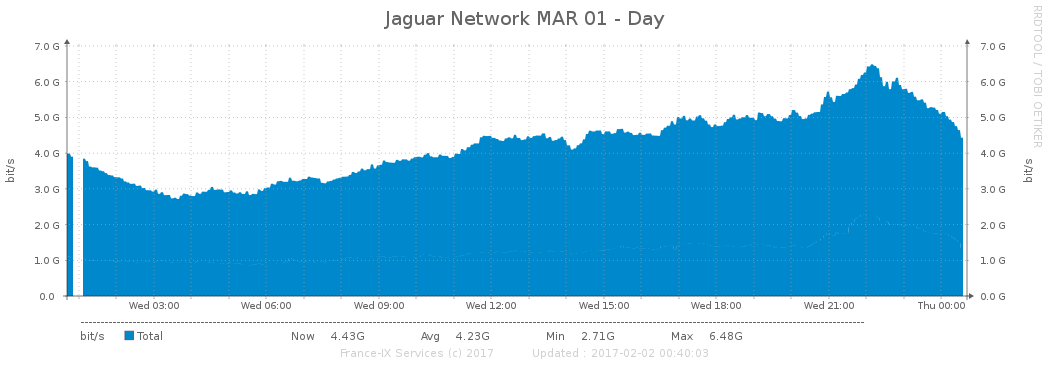 Jaguar Network MAR 01 - Day
RRDTOOL / TOBI OETIKER
bit/s
7.0 G
6.0 G
5.0 G
4.0 G
3.0 G
2.0 G
1.0 G
0.0
7.0 G
6.0 G
5.0 G
4.0 G
3.0 G
2.0 G
1.0 G
0.0 G
bit/s
Wed 03:00 Wed 06:00 Wed 09:00 Wed 12:00 Wed 15:00 Wed 18:00 Wed 21:00 Thu 00:00
bit/s Total Now 4.43G Avg 4.23G Min 2.71G Max 6.48G
France-IX Services (c) 2017 Updated : 2017-02-02 00:40:03